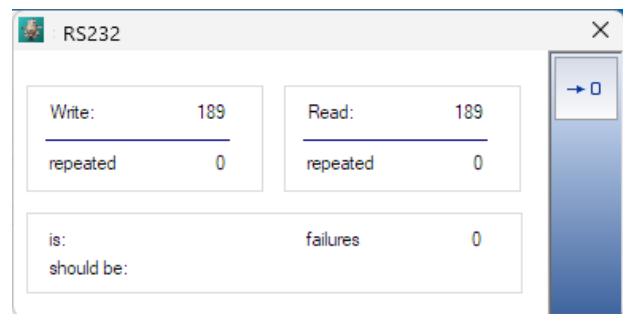 RS232
→ 0
Write: 189
repeated 0
Read: 189
repeated 0
is:
should be:
failures 0